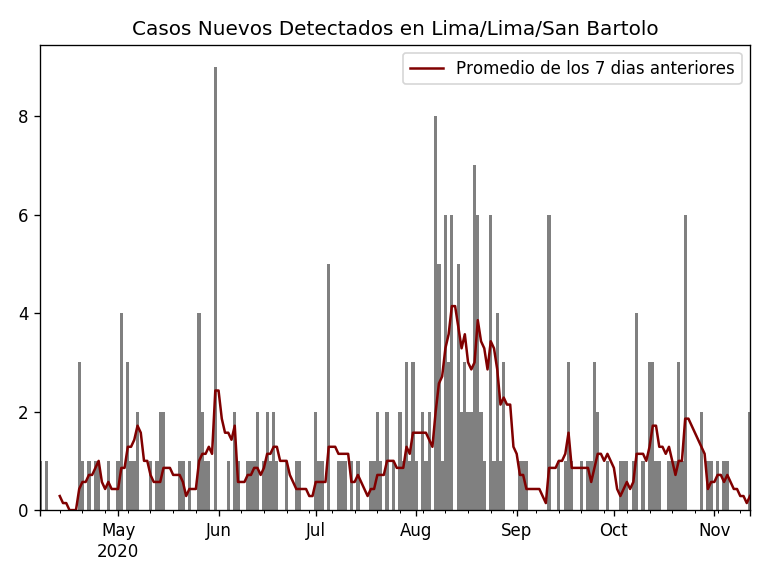 Casos Nuevos Detectados en Lima/Lima/San Bartolo
Promedio de los 7 dias anteriores
8
6
4
2
0
May Jun Jul Aug Sep Oct Nov
2020